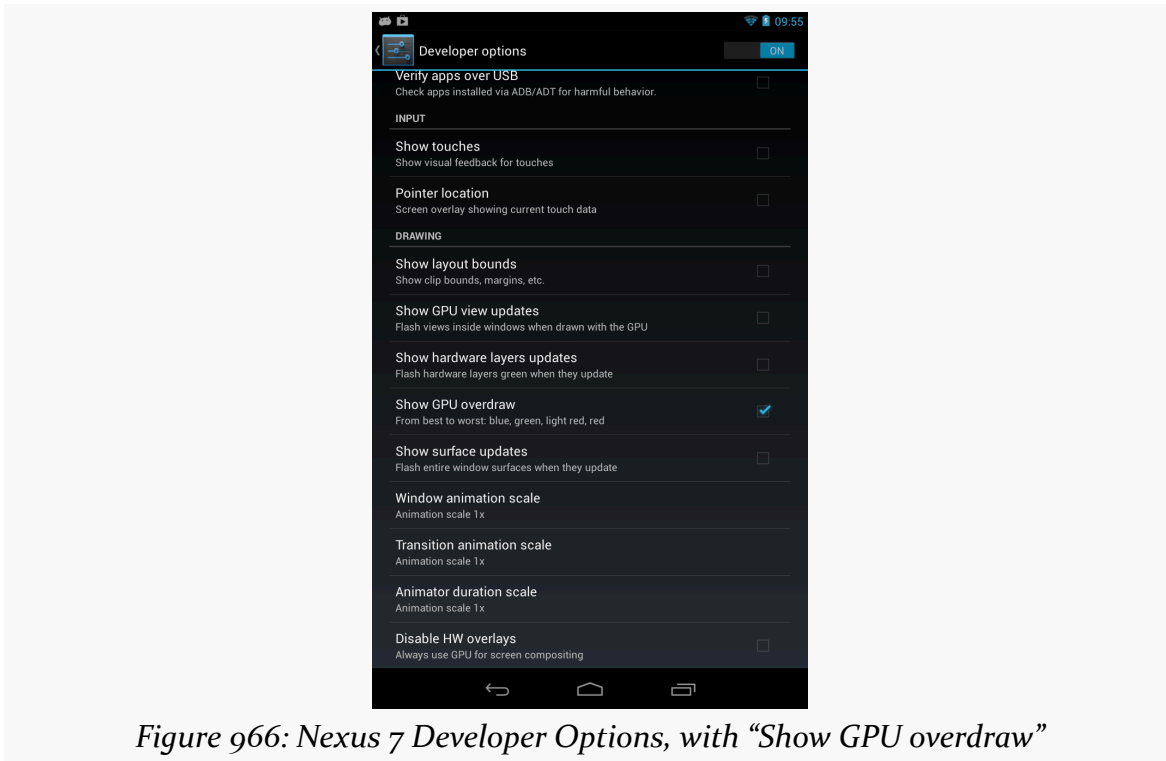 09:55
Developer options
ON
Verify apps over USB
Check apps installed via ADB/ADT for harmful behavior.
INPUT
Show touches
Show visual feedback for touches
Pointer location
Screen overlay showing current touch data
DRAWING
Show layout bounds
Show clip bounds, margins, etc.
Show GPU view updates
Flash views inside windows when drawn with the GPU
Show hardware layers updates
Flash hardware layers green when they update
Show GPU overdraw
From best to worst: blue, green, light red, red
Show surface updates
Flash entire window surfaces when they update
Window animation scale
Animation scale 1x
Transition animation scale
Animation scale 1x
Animator duration scale
Animation scale 1x
Disable HW overlays
Always use GPU for screen compositing
Figure 966: Nexus 7 Developer Options, with “Show GPU overdraw”